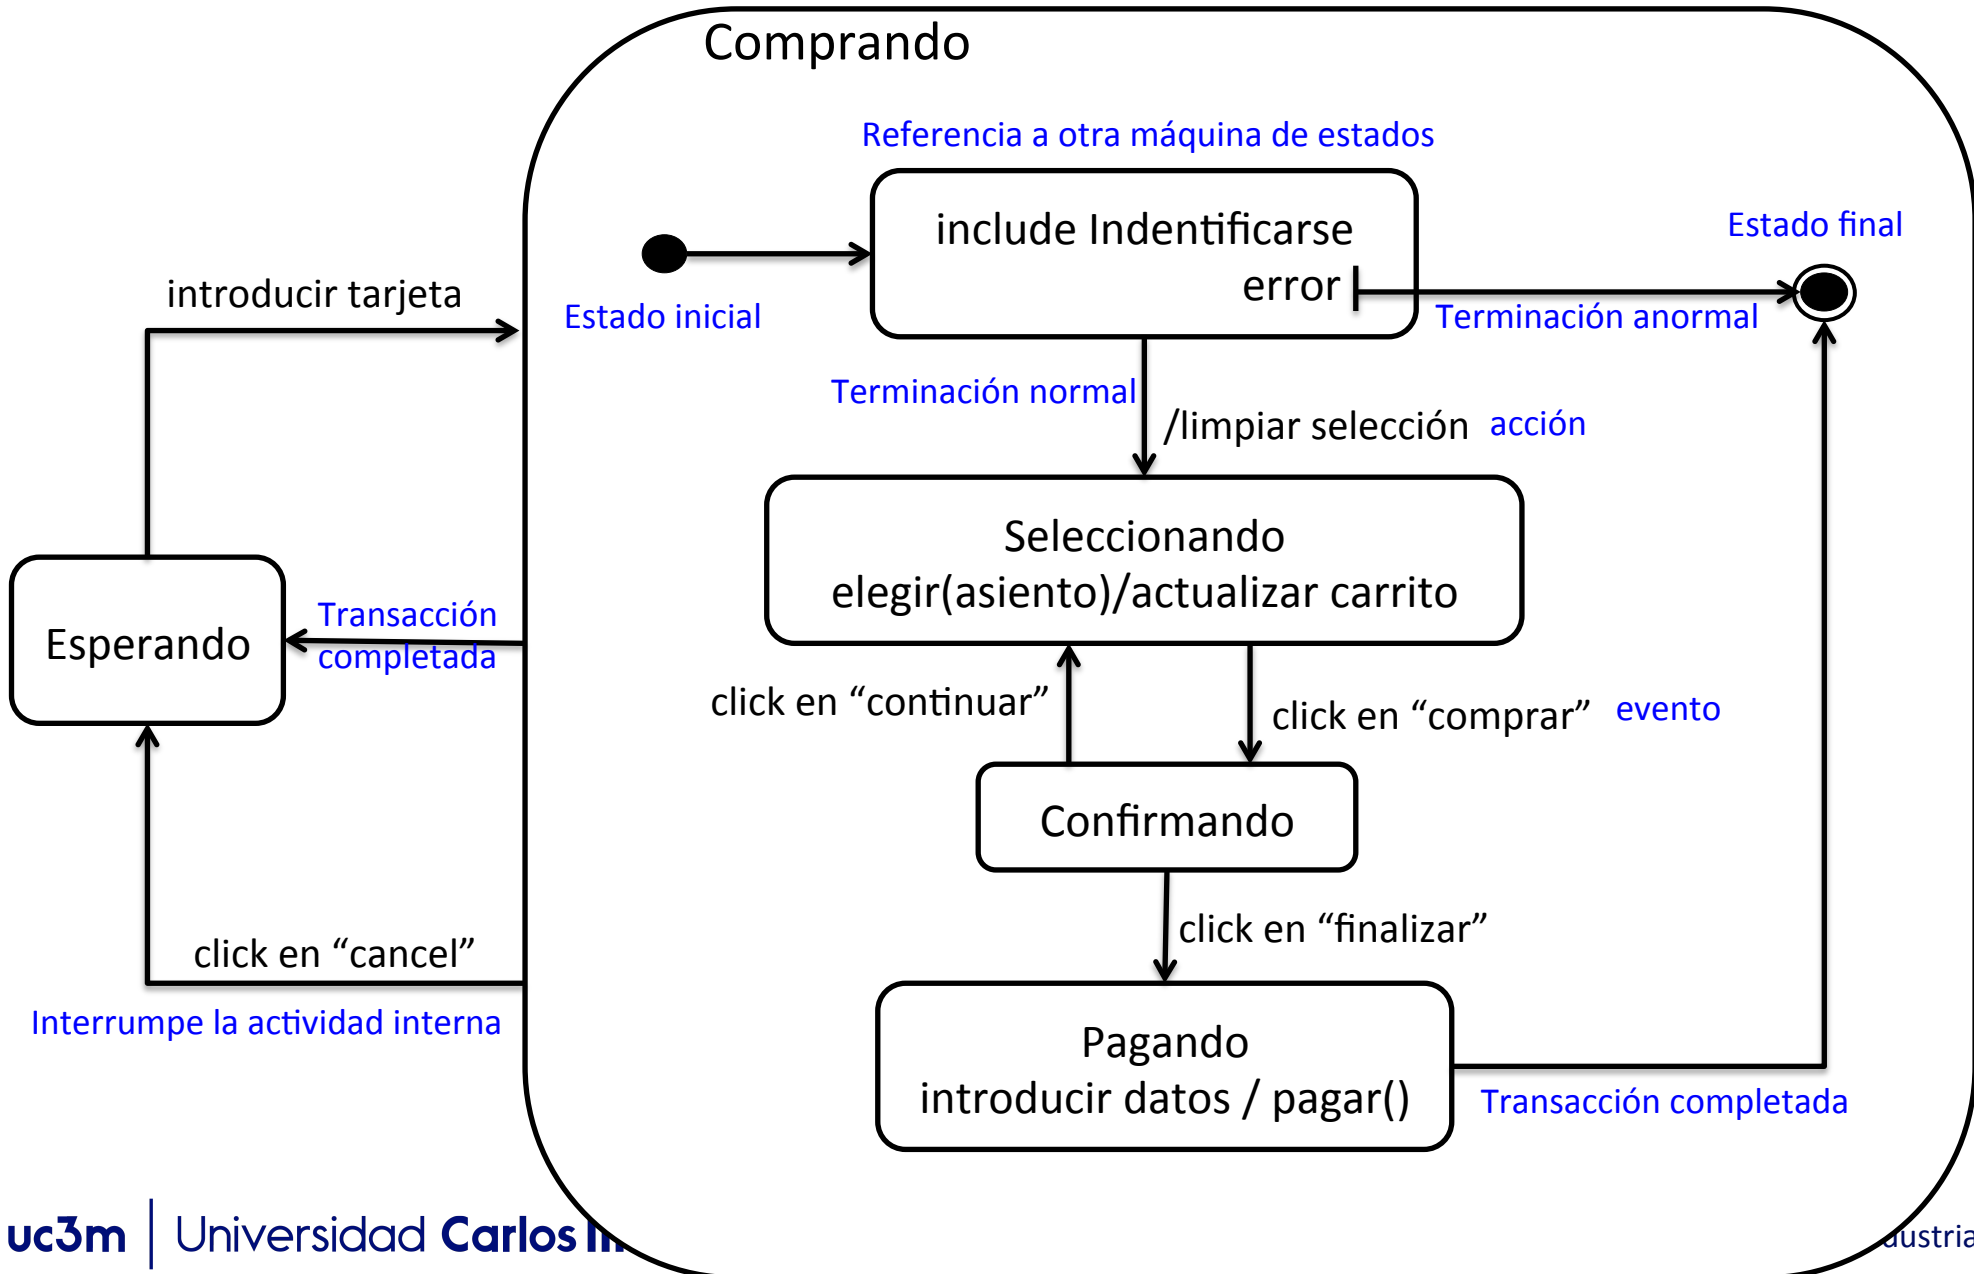 Comprando
Referencia a otra máquina de estados
include Indentificarse
error
Estado final
Estado inicial
Terminación anormal
introducir tarjeta
Terminación normal
/limpiar selección acción
Seleccionando
elegir(asiento)/actualizar carrito
Esperando
Transacción
completada
click en “continuar”
click en “comprar” evento
Confirmando
click en “finalizar”
click en “cancel”
Interrumpe la actividad interna
Pagando
introducir datos / pagar()
Transacción completada
uc3m Universidad Carlos